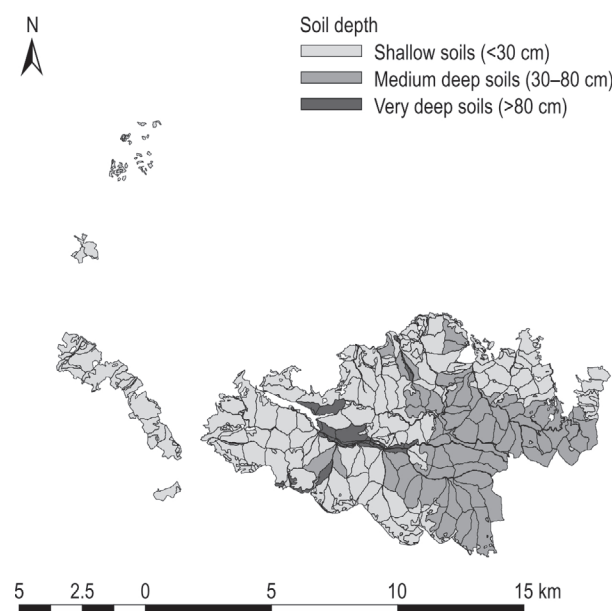 N
Soil depth
Shallow soils (<30 cm)
Medium deep soils (30–80 cm)
Very deep soils (>80 cm)
5 2.5 0 5 10 15 km